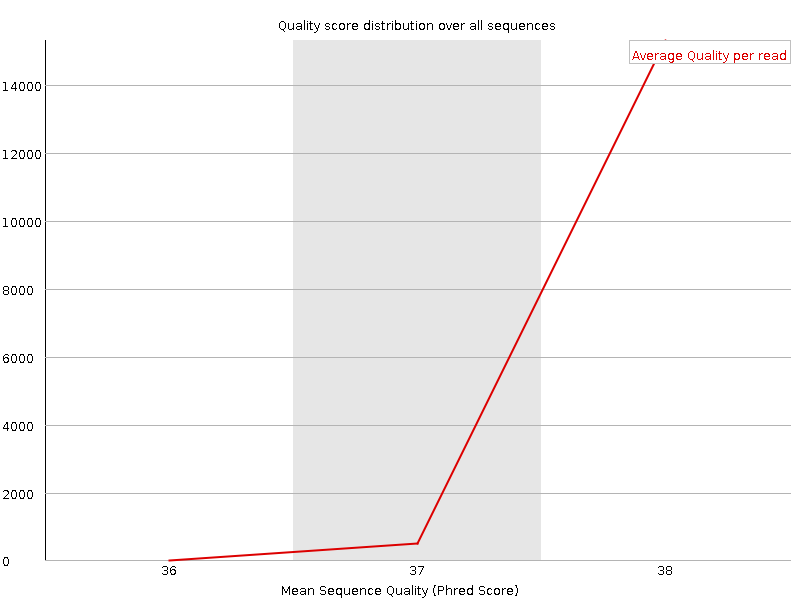 Quality score distribution over all sequences
Average Quality per read
14000
12000
10000
8000
6000
4000
2000
0
36 37 38
Mean Sequence Quality (Phred Score)